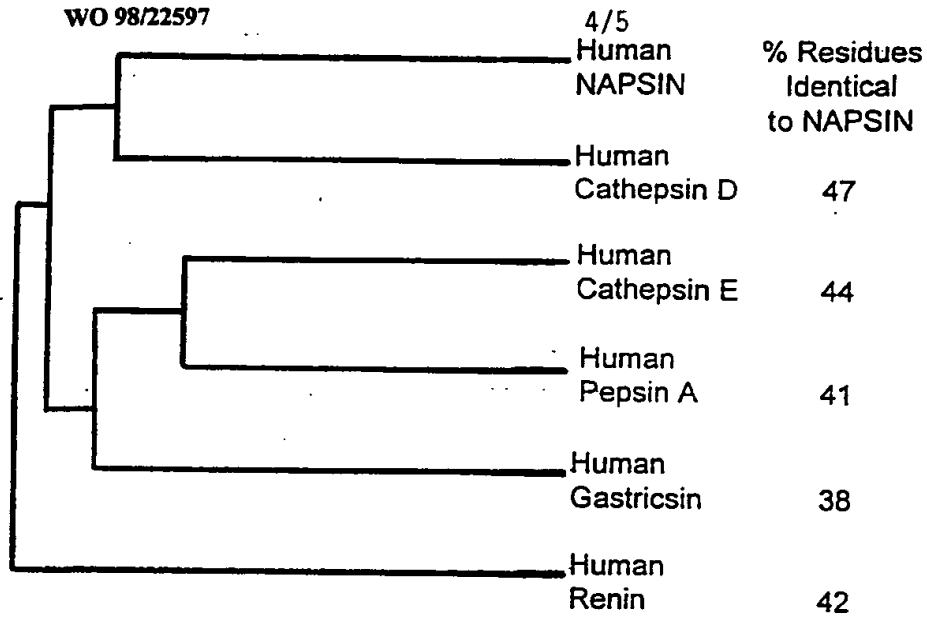 WO 98/22597
4/5
Human
NAPSIN
% Residues
Identical
to NAPSIN
Human
Cathepsin D
47
Human
Cathepsin E
44
Human
Pepsin A
41
Human
Gastricsin
38
Human
Renin
42